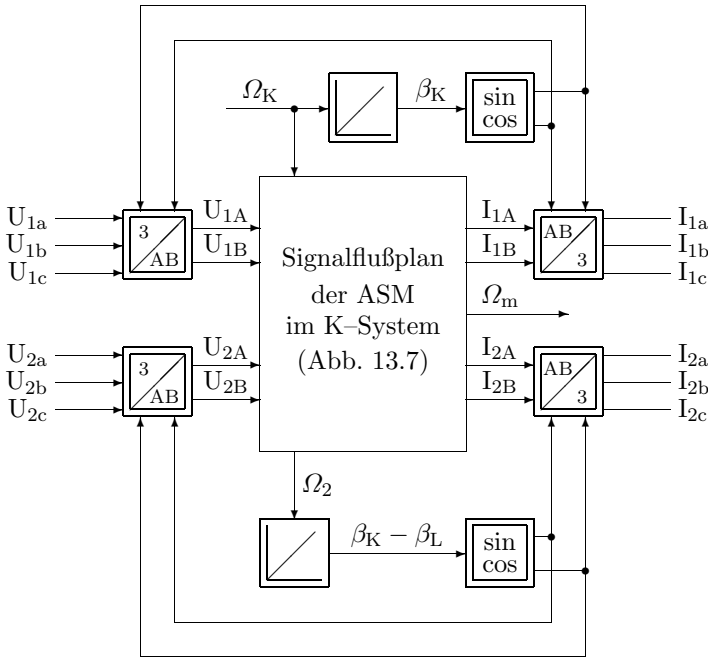 Ω_K
β_K
sin
cos
U_1a
U_1b
U_1c
3
AB
U_1A
U_1B
Signalflußplan
der ASM
im K–System
(Abb. 13.7)
I_1A
I_1B
AB
3
I_1a
I_1b
I_1c
Ω_m
U_2a
U_2b
U_2c
3
AB
U_2A
U_2B
I_2A
I_2B
AB
3
I_2a
I_2b
I_2c
Ω_2
β_K − β_L
sin
cos